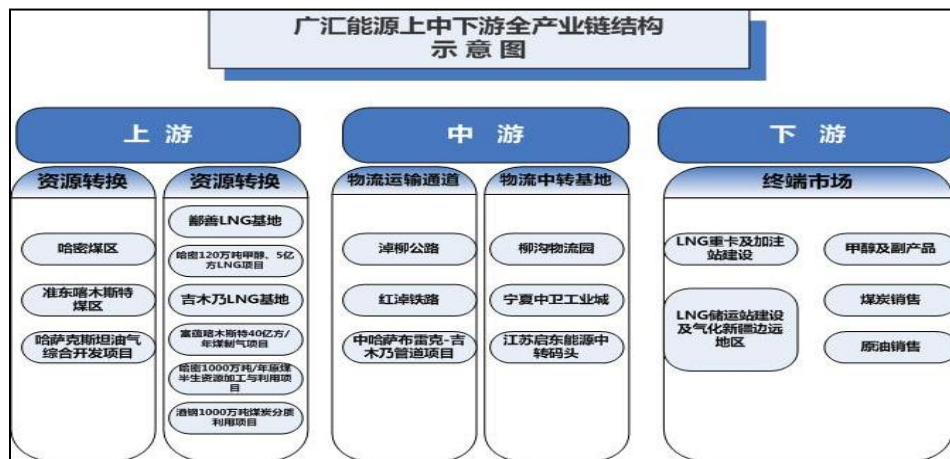 广汇能源上中下游全产业链结构
示 意 图
上 游
中 游
下 游
资源转换
哈密煤区
准东喀木斯特
煤区
哈萨克斯坦油气
综合开发项目
资源转换
鄯善LNG基地
哈密120万吨甲醇、5亿
方LNG项目
吉木乃LNG基地
富蕴喀木斯特40亿方/
年煤制气项目
哈密1000万吨/年原煤
半生资源加工与利用项
目
酒钢1000万吨煤炭分质
利用项目
物流运输通道
淖柳公路
红淖铁路
中哈萨布雷克-吉
木乃管道项目
物流中转基地
柳沟物流园
宁夏中卫工业城
江苏启东能源中
转码头
终端市场
LNG重卡及加注
站建设
LNG储运站建设
及气化新疆边远
地区
甲醇及副产品
煤炭销售
原油销售